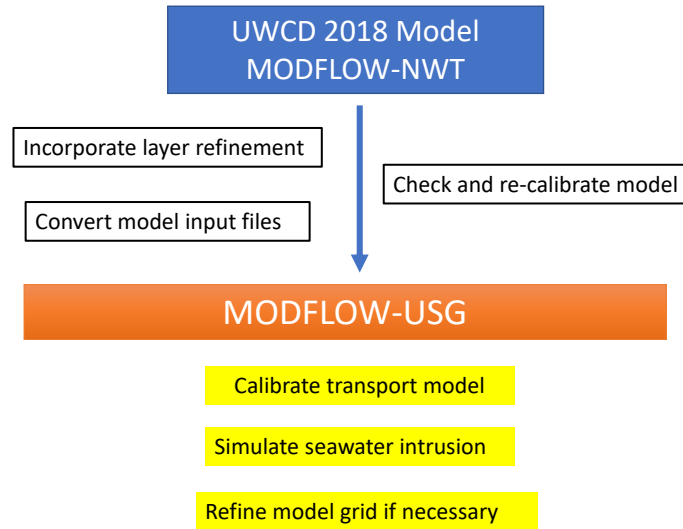 UWCD 2018 Model
MODFLOW-NWT
Incorporate layer refinement
Check and re-calibrate model
Convert model input files
MODFLOW-USG
Calibrate transport model
Simulate seawater intrusion
Refine model grid if necessary